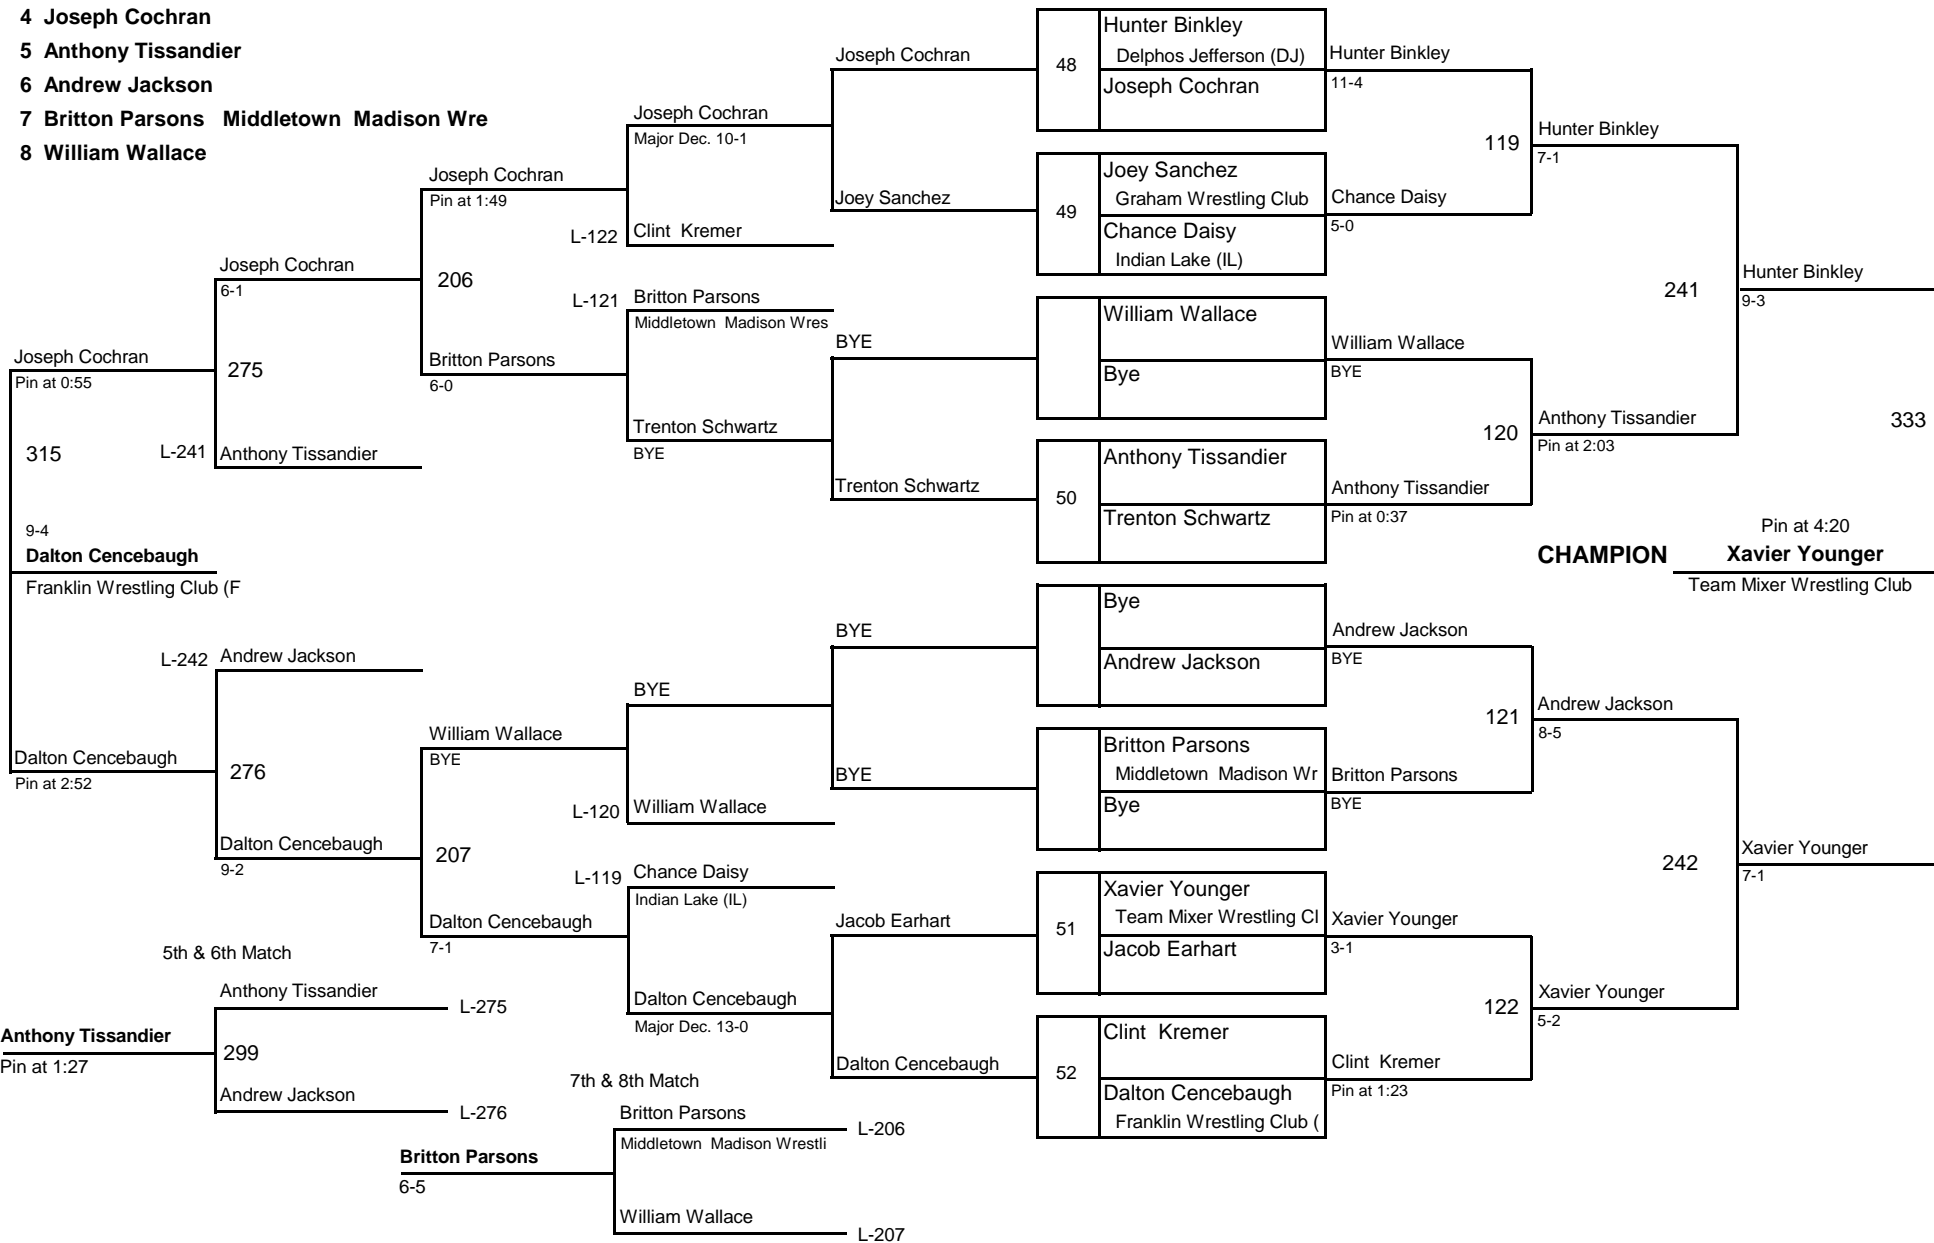 4 Joseph Cochran
5 Anthony Tissandier
6 Andrew Jackson
7 Britton Parsons Middletown Madison Wre
8 William Wallace
Joseph Cochran
Pin at 0:55
315
9-4
Dalton Cencebaugh
Franklin Wrestling Club (F
Dalton Cencebaugh
Pin at 2:52
Joseph Cochran
6-1
275
L-241 Anthony Tissandier
L-242 Andrew Jackson
276
Dalton Cencebaugh
9-2
5th & 6th Match
Anthony Tissandier
L-275
Anthony Tissandier
299
Pin at 1:27
Andrew Jackson
L-276
Joseph Cochran
Pin at 1:49
206
Britton Parsons
6-0
William Wallace
BYE
207
Dalton Cencebaugh
7-1
7th & 8th Match
Britton Parsons
L-206
Middletown Madison Wrestli
Britton Parsons
6-5
William Wallace
L-207
Joseph Cochran
Major Dec. 10-1
L-122 Clint Kremer
L-121 Britton Parsons
Middletown Madison Wres
Trenton Schwartz
BYE
BYE
L-120 William Wallace
L-119 Chance Daisy
Indian Lake (IL)
Dalton Cencebaugh
Major Dec. 13-0
Joseph Cochran
Joey Sanchez
BYE
Trenton Schwartz
BYE
BYE
Jacob Earhart
Dalton Cencebaugh
48
Hunter Binkley
Delphos Jefferson (DJ)
Joseph Cochran
49
Joey Sanchez
Graham Wrestling Club
Chance Daisy
Indian Lake (IL)
William Wallace
Bye
50
Anthony Tissandier
Trenton Schwartz
Bye
Andrew Jackson
Britton Parsons
Middletown Madison Wr
Bye
51
Xavier Younger
Team Mixer Wrestling Cl
Jacob Earhart
52
Clint Kremer
Dalton Cencebaugh
Franklin Wrestling Club (
Hunter Binkley
11-4
119
Chance Daisy
5-0
William Wallace
BYE
120
Anthony Tissandier
Pin at 0:37
Andrew Jackson
BYE
121
Britton Parsons
BYE
Xavier Younger
3-1
122
Clint Kremer
Pin at 1:23
Hunter Binkley
7-1
241
Anthony Tissandier
Pin at 2:03
Andrew Jackson
8-5
242
Xavier Younger
5-2
Hunter Binkley
9-3
333
Pin at 4:20
CHAMPION Xavier Younger
Team Mixer Wrestling Club
Xavier Younger
7-1